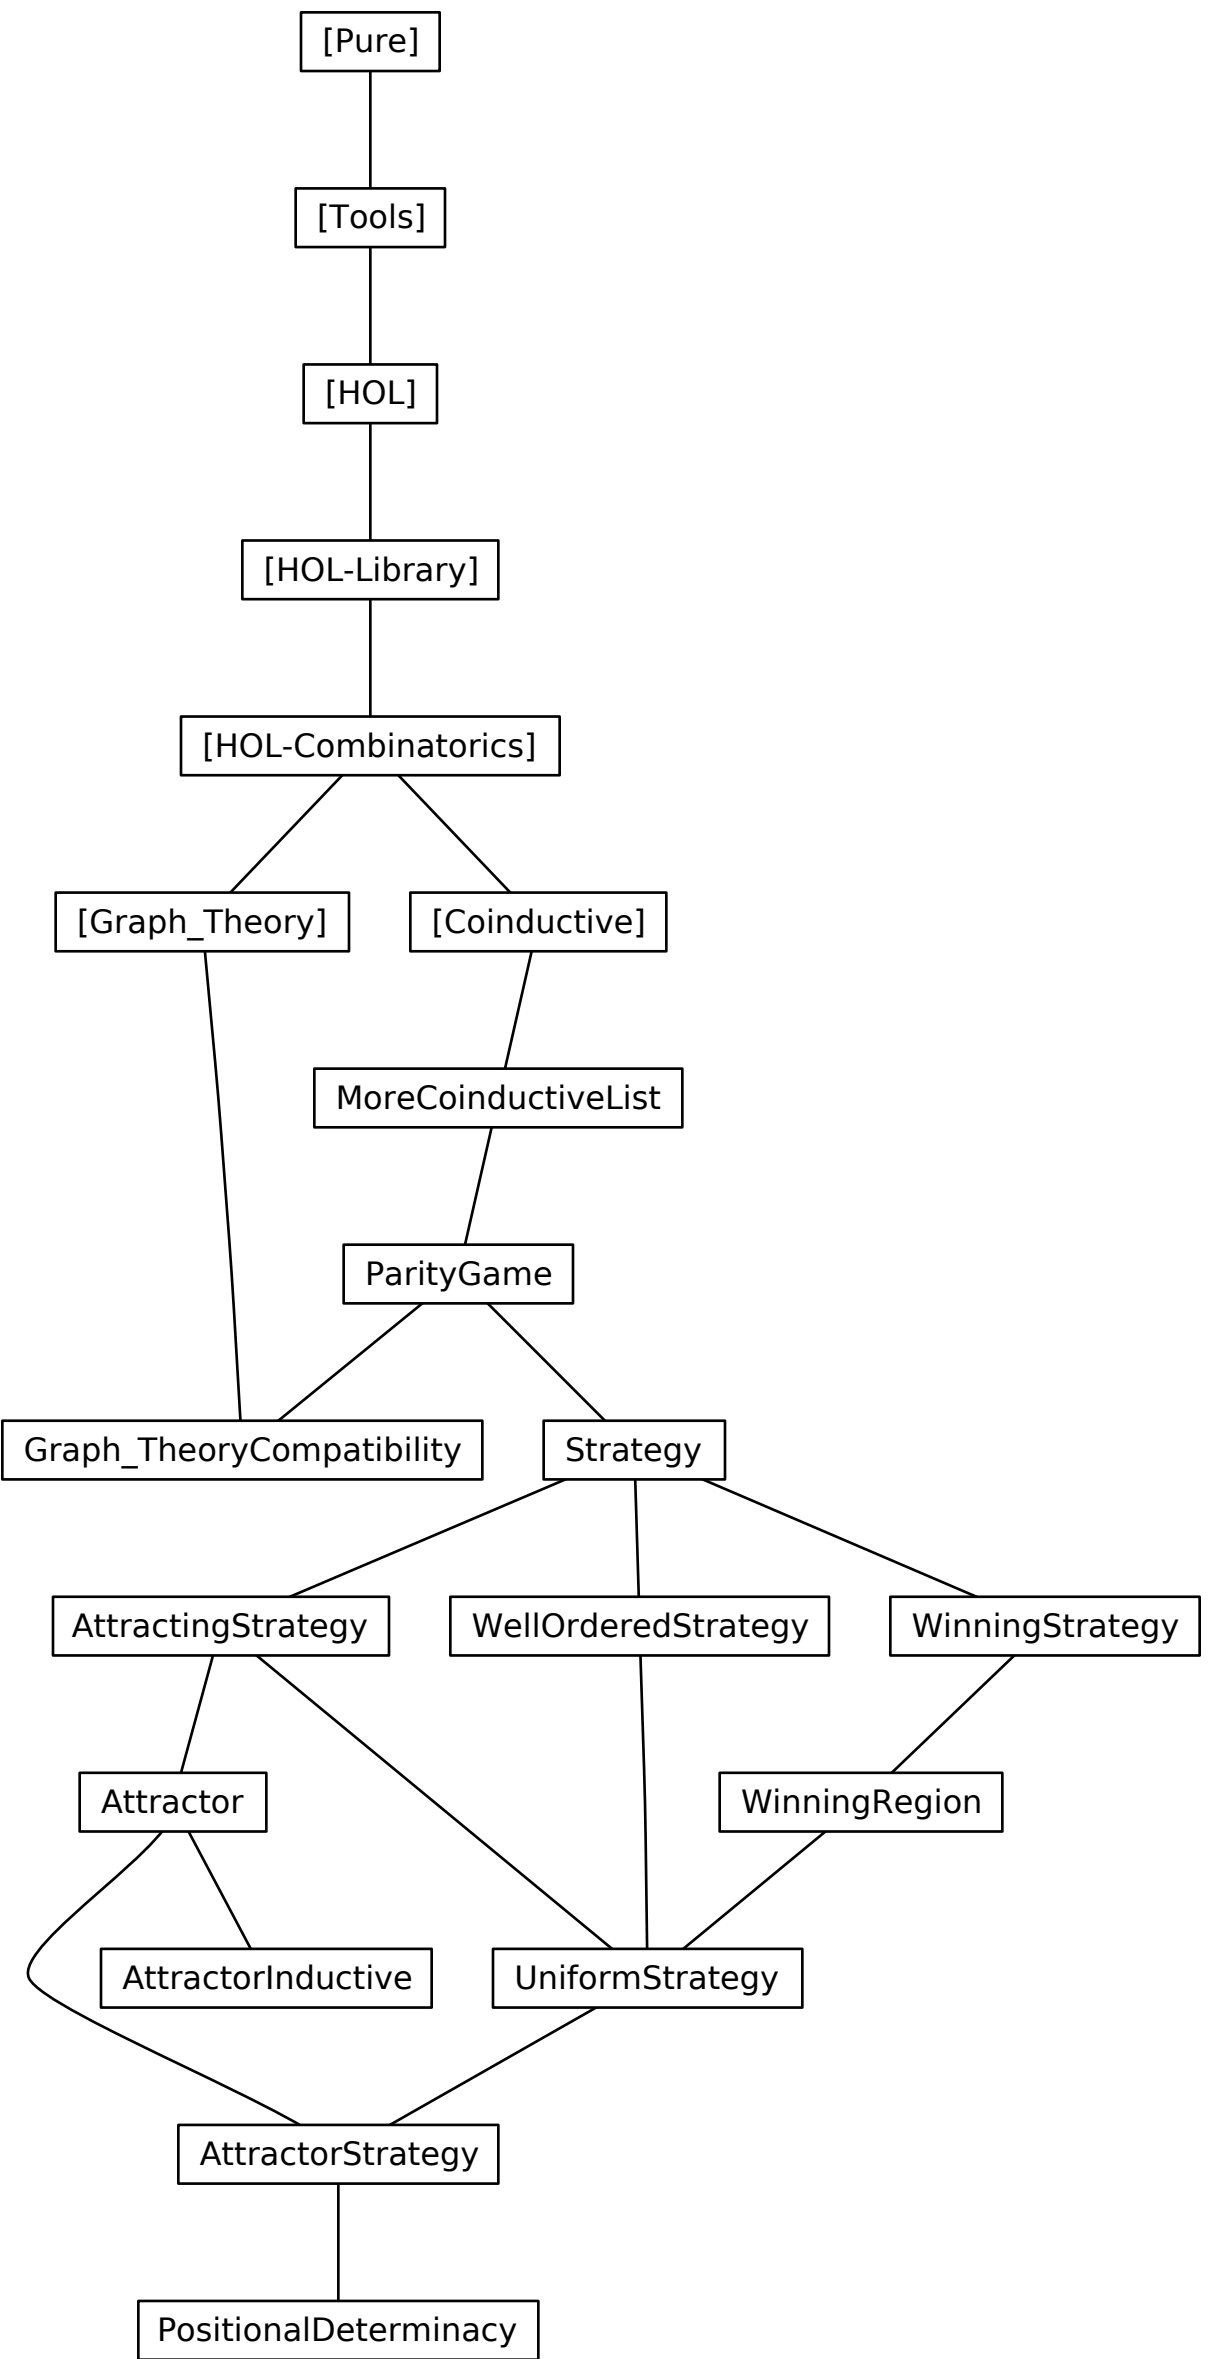 [Pure]
[Tools]
[HOL]
[HOL-Library]
[HOL-Combinatorics]
[Graph_Theory]
[Coinductive]
MoreCoinductiveList
ParityGame
Graph_TheoryCompatibility
Strategy
AttractingStrategy
WellOrderedStrategy
WinningStrategy
Attractor
WinningRegion
AttractorInductive
UniformStrategy
AttractorStrategy
PositionalDeterminacy